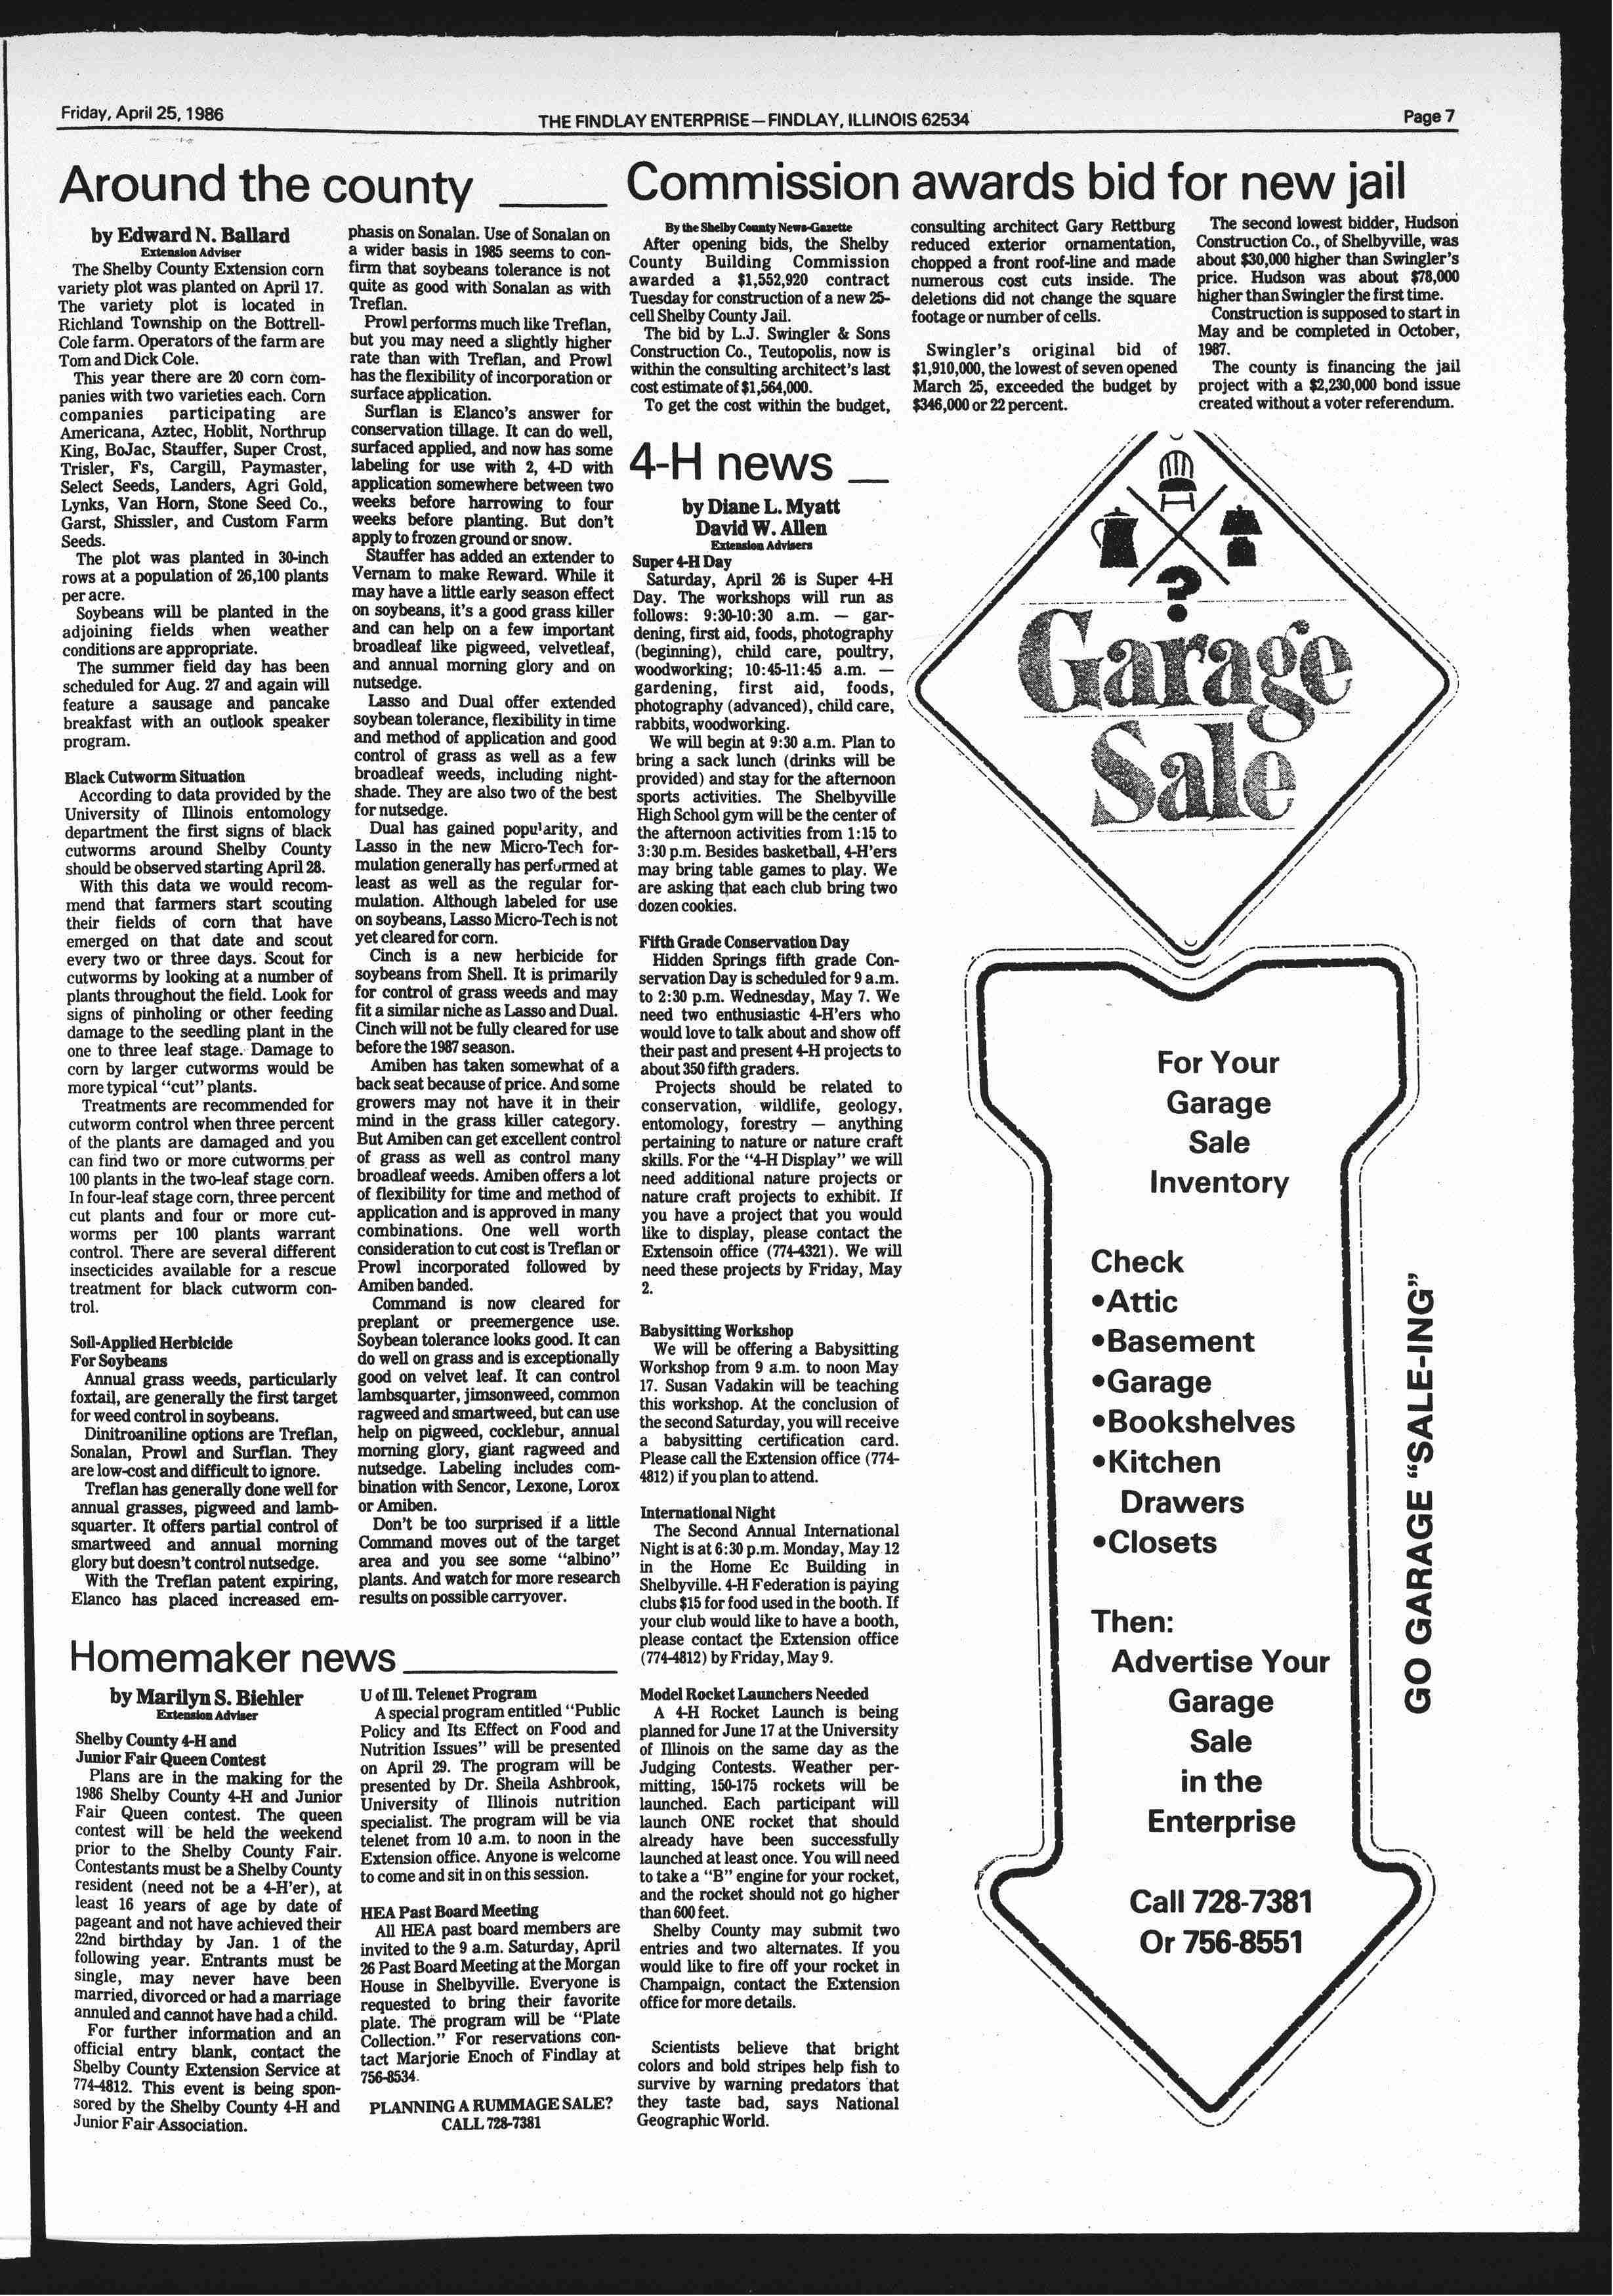 Friday, April 25, 1986
THE FINDLAY ENTERPRISE—FINDLAY, ILLINOIS 62534
Page 7
Around the county
by Edward N. Ballard
Extension Adviser
The Shelby County Extension corn
variety plot was planted on April 17.
The variety plot is located in
Richland Township on the Bottrell-
Cole farm. Operators of the farm are
Tom and Dick Cole.
This year there are 20 corn com-
panies with two varieties each. Corn
companies participating are
Americana, Aztec, Hoblit, Northrup
King, BoJac, Stauffer, Super Crost,
Trisler, Fs, Cargill, Paymaster,
Select Seeds, Landers, Agri Gold,
Lynks, Van Horn, Stone Seed Co.,
Garst, Shissler, and Custom Farm
Seeds.
The plot was planted in 30-inch
rows at a population of 26,100 plants
per acre.
Soybeans will be planted in the
adjoining fields when weather
conditions are appropriate.
The summer field day has been
scheduled for Aug. 27 and again will
feature a sausage and pancake
breakfast with an outlook speaker
program.
Black Cutworm Situation
According to data provided by the
University of Illinois entomology
department the first signs of black
cutworms around Shelby County
should be observed starting April 28.
With this data we would recom-
mend that farmers start scouting
their fields of corn that have
emerged on that date and scout
every two or three days. Scout for
cutworms by looking at a number of
plants throughout the field. Look for
signs of pinholing or other feeding
damage to the seedling plant in the
one to three leaf stage. Damage to
corn by larger cutworms would be
more typical "cut" plants.
Treatments are recommended for
cutworm control when three percent
of the plants are damaged and you
can find two or more cutworms per
100 plants in the two-leaf stage corn.
In four-leaf stage corn, three percent
cut plants and four or more cut-
worms per 100 plants warrant
control. There are several different
insecticides available for a rescue
treatment for black cutworm con-
trol.
Soil-Applied Herbicide
For Soybeans
Annual grass weeds, particularly
foxtail, are generally the first target
for weed control in soybeans.
Dinitroaniline options are Treflan,
Sonalan, Prowl and Surflan. They
are low-cost and difficult to ignore.
Treflan has generally done well for
annual grasses, pigweed and lamb-
squarter. It offers partial control of
smartweed and annual morning
glory but doesn't control nutsedge.
With the Treflan patent expiring,
Elanco has placed increased em-
phasis on Sonalan. Use of Sonalan on
a wider basis in 1985 seems to con-
firm that soybeans tolerance is not
quite as good with Sonalan as with
Treflan.
Prowl performs much like Treflan,
but you may need a slightly higher
rate than with Treflan, and Prowl
has the flexibility of incorporation or
surface application.
Surflan is Elanco's answer for
conservation tillage. It can do well,
surfaced applied, and now has some
labeling for use with 2, 4-D with
application somewhere between two
weeks before harrowing to four
weeks before planting. But don't
apply to frozen ground or snow.
Stauffer has added an extender to
Vernam to make Reward. While it
may have a little early season effect
on soybeans, it's a good grass killer
and can help on a few important
broadleaf like pigweed, velvetleaf,
and annual morning glory and on
nutsedge.
Lasso and Dual offer extended
soybean tolerance, flexibility in time
and method of application and good
control of grass as well as a few
broadleaf weeds, including night-
shade. They are also two of the best
for nutsedge.
Dual has gained popularity, and
Lasso in the new Micro-Tech for-
mulation generally has performed at
least as well as the regular for-
mulation. Although labeled for use
on soybeans, Lasso Micro-Tech is not
yet cleared for corn.
Cinch is a new herbicide for
soybeans from Shell. It is primarily
for control of grass weeds and may
fit a similar niche as Lasso and Dual.
Cinch will not be fully cleared for use
before the 1987 season.
Amiben has taken somewhat of a
back seat because of price. And some
growers may not have it in their
mind in the grass killer category.
But Amiben can get excellent control
of grass as well as control many
broadleaf weeds. Amiben offers a lot
of flexibility for time and method of
application and is approved in many
combinations. One well worth
consideration to cut cost is Treflan or
Prowl incorporated followed by
Amiben banded.
Command is now cleared for
preplant or preemergence use.
Soybean tolerance looks good. It can
do well on grass and is exceptionally
good on velvet leaf. It can control
lambsquarter, jimsonweed, common
ragweed and smartweed, but can use
help on pigweed, cocklebur, annual
morning glory, giant ragweed and
nutsedge. Labeling includes com-
bination with Sencor, Lexone, Lorox
or Amiben.
Don't be too surprised if a little
Command moves out of the target
area and you see some "albino"
plants. And watch for more research
results on possible carryover.
Homemaker news
by Marilyn S. Biehler
Extension Adviser
Shelby County 4-H and
Junior Fair Queen Contest
Plans are in the making for the
1986 Shelby County 4-H and Junior
Fair Queen contest. The queen
contest will be held the weekend
prior to the Shelby County Fair.
Contestants must be a Shelby County
resident (need not be a 4-H'er), at
least 16 years of age by date of
pageant and not have achieved their
22nd birthday by Jan. 1 of the
following year. Entrants must be
single, may never have been
married, divorced or had a marriage
annuled and cannot have had a child.
For further information and an
official entry blank, contact the
Shelby County Extension Service at
774-4812. This event is being spon-
sored by the Shelby County 4-H and
Junior Fair Association.
U of Ill. Telenet Program
A special program entitled "Public
Policy and Its Effect on Food and
Nutrition Issues" will be presented
on April 29. The program will be
presented by Dr. Sheila Ashbrook,
University of Illinois nutrition
specialist. The program will be via
telenet from 10 a.m. to noon in the
Extension office. Anyone is welcome
to come and sit in on this session.
HEA Past Board Meeting
All HEA past board members are
invited to the 9 a.m. Saturday, April
26 Past Board Meeting at the Morgan
House in Shelbyville. Everyone is
requested to bring their favorite
plate. The program will be "Plate
Collection." For reservations con-
tact Marjorie Enoch of Findlay at
756-8534.
PLANNING A RUMMAGE SALE?
CALL 728-7381
Commission awards bid for new jail
By the Shelby County News-Gazette
After opening bids, the Shelby
County Building Commission
awarded a $1,552,920 contract
Tuesday for construction of a new 25-
cell Shelby County Jail.
The bid by L.J. Swingler & Sons
Construction Co., Teutopolis, now is
within the consulting architect's last
cost estimate of $1,564,000.
To get the cost within the budget,
consulting architect Gary Rettburg
reduced exterior ornamentation,
chopped a front roof-line and made
numerous cost cuts inside. The
deletions did not change the square
footage or number of cells.
Swingler's original bid of
$1,910,000, the lowest of seven opened
March 25, exceeded the budget by
$346,000 or 22 percent.
The second lowest bidder, Hudson
Construction Co., of Shelbyville, was
about $30,000 higher than Swingler's
price. Hudson was about $78,000
higher than Swingler the first time.
Construction is supposed to start in
May and be completed in October,
1987.
The county is financing the jail
project with a $2,230,000 bond issue
created without a voter referendum.
4-H news
by Diane L. Myatt
David W. Allen
Extension Advisers
Super 4-H Day
Saturday, April 26 is Super 4-H
Day. The workshops will run as
follows: 9:30-10:30 a.m. — gar-
dening, first aid, foods, photography
(beginning), child care, poultry,
woodworking; 10:45-11:45 a.m. —
gardening, first aid, foods,
photography (advanced), child care,
rabbits, woodworking.
We will begin at 9:30 a.m. Plan to
bring a sack lunch (drinks will be
provided) and stay for the afternoon
sports activities. The Shelbyville
High School gym will be the center of
the afternoon activities from 1:15 to
3:30 p.m. Besides basketball, 4-H'ers
may bring table games to play. We
are asking that each club bring two
dozen cookies.
Fifth Grade Conservation Day
Hidden Springs fifth grade Con-
servation Day is scheduled for 9 a.m.
to 2:30 p.m. Wednesday, May 7. We
need two enthusiastic 4-H'ers who
would love to talk about and show off
their past and present 4-H projects to
about 350 fifth graders.
Projects should be related to
conservation, wildlife, geology,
entomology, forestry — anything
pertaining to nature or nature craft
skills. For the "4-H Display" we will
need additional nature projects or
nature craft projects to exhibit. If
you have a project that you would
like to display, please contact the
Extensoin office (774-4321). We will
need these projects by Friday, May
2.
Babysitting Workshop
We will be offering a Babysitting
Workshop from 9 a.m. to noon May
17. Susan Vadakin will be teaching
this workshop. At the conclusion of
the second Saturday, you will receive
a babysitting certification card.
Please call the Extension office (774-
4812) if you plan to attend.
International Night
The Second Annual International
Night is at 6:30 p.m. Monday, May 12
in the Home Ec Building in
Shelbyville. 4-H Federation is paying
clubs $15 for food used in the booth. If
your club would like to have a booth,
please contact the Extension office
(774-4812) by Friday, May 9.
Model Rocket Launchers Needed
A 4-H Rocket Launch is being
planned for June 17 at the University
of Illinois on the same day as the
Judging Contests. Weather per-
mitting, 150-175 rockets will be
launched. Each participant will
launch ONE rocket that should
already have been successfully
launched at least once. You will need
to take a "B" engine for your rocket,
and the rocket should not go higher
than 600 feet.
Shelby County may submit two
entries and two alternates. If you
would like to fire off your rocket in
Champaign, contact the Extension
office for more details.
Scientists believe that bright
colors and bold stripes help fish to
survive by warning predators that
they taste bad, says National
Geographic World.
?
Garage
Sale
For Your
Garage
Sale
Inventory
Check
•Attic
•Basement
•Garage
•Bookshelves
•Kitchen
Drawers
•Closets
Then:
Advertise Your
Garage
Sale
in the
Enterprise
Call 728-7381
Or 756-8551
GO GARAGE "SALE-ING"